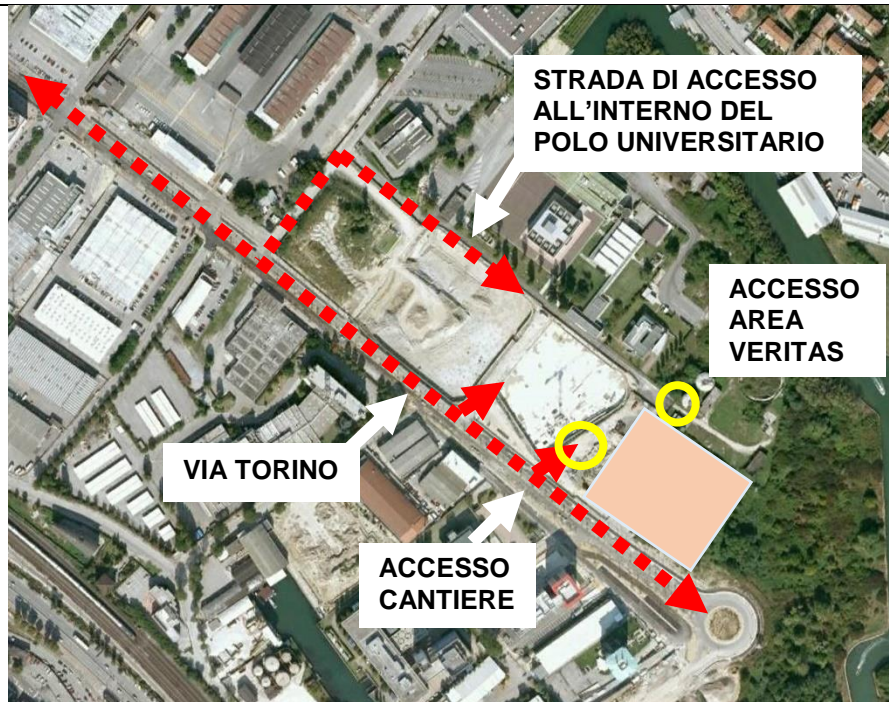 STRADA DI ACCESSO
ALL'INTERNO DEL
POLO UNIVERSITARIO
ACCESSO
AREA
VERITAS
VIA TORINO
ACCESSO
CANTIERE